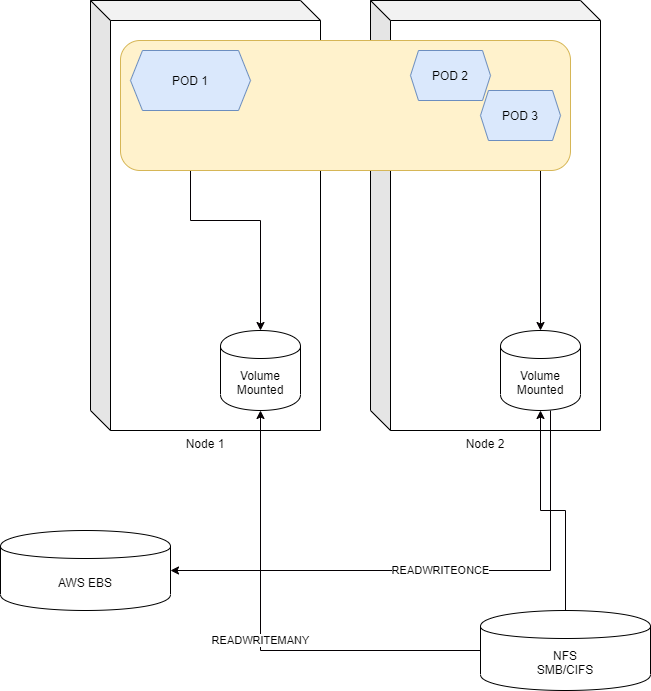 POD 1
POD 2
POD 3
Volume
Mounted
Volume
Mounted
Node 1
Node 2
AWS EBS
READWRITEONCE
READWRITEMANY
NFS
SMB/CIFS